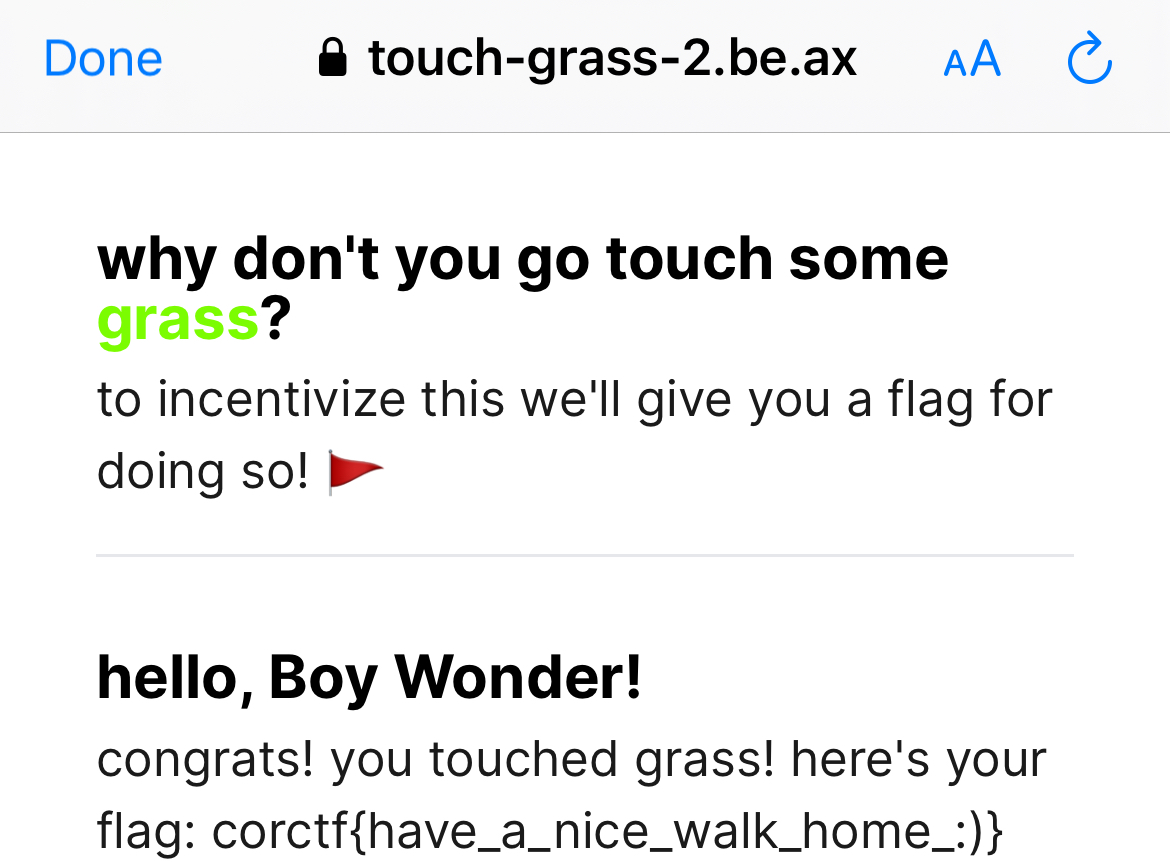 Done touch-grass-2.be.ax AA
why don't you go touch some
grass?
to incentivize this we'll give you a flag for
doing so! 🚩
hello, Boy Wonder!
congrats! you touched grass! here's your
flag: corctf{have_a_nice_walk_home_:)}